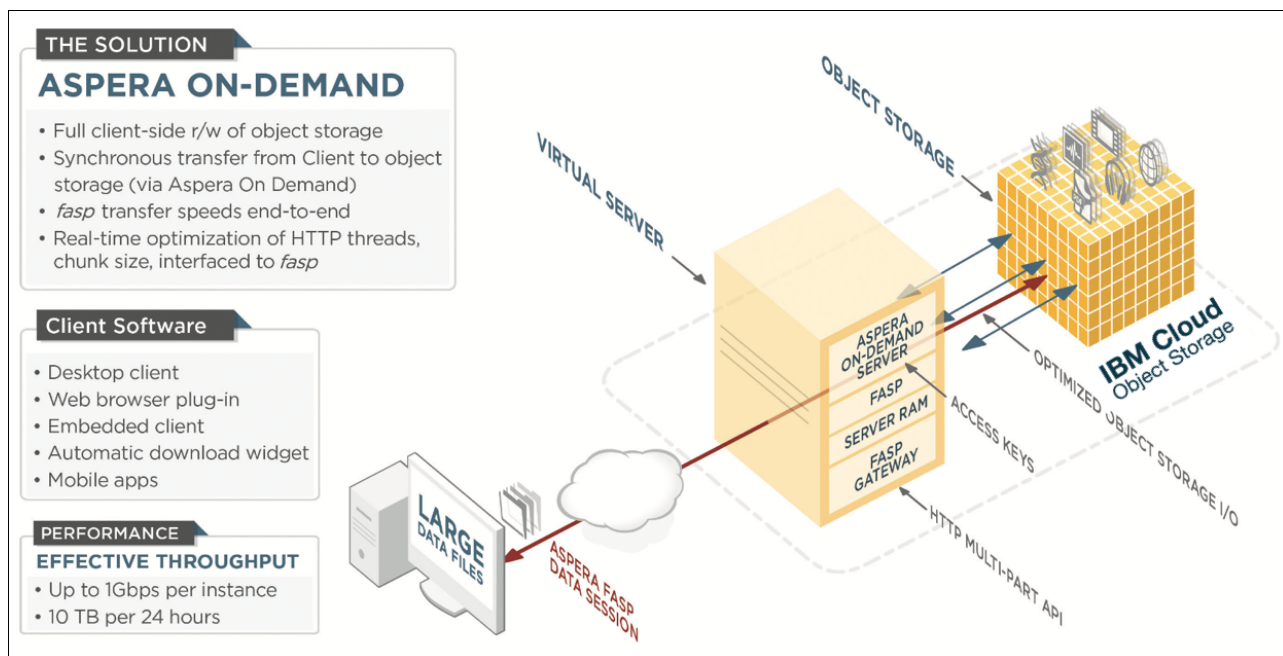 THE SOLUTION
ASPERA ON-DEMAND
• Full client-side r/w of object storage
• Synchronous transfer from Client to object
storage (via Aspera On Demand)
• fasp transfer speeds end-to-end
• Real-time optimization of HTTP threads,
chunk size, interfaced to fasp
Client Software
• Desktop client
• Web browser plug-in
• Embedded client
• Automatic download widget
• Mobile apps
PERFORMANCE
EFFECTIVE THROUGHPUT
• Up to 1Gbps per instance
• 10 TB per 24 hours
OBJECT STORAGE
VIRTUAL SERVER
IBM Cloud
Object Storage
ASPERA
ON-DEMAND
SERVER
FASP
SERVER RAM
FASP
GATEWAY
ACCESS KEYS
OPTIMIZED OBJECT STORAGE I/O
HTTP MULTI-PART API
LARGE
DATA FILES
ASPERA FASP
DATA SESSION